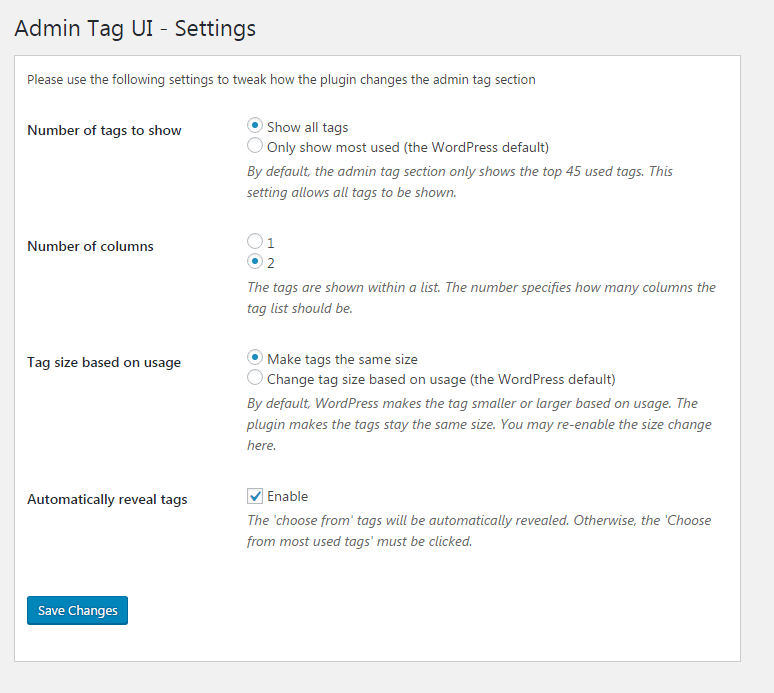 Admin Tag UI - Settings
Please use the following settings to tweak how the plugin changes the admin tag section
Number of tags to show
Show all tags
Only show most used (the WordPress default)
By default, the admin tag section only shows the top 45 used tags. This
setting allows all tags to be shown.
Number of columns
1
2
The tags are shown within a list. The number specifies how many columns the
tag list should be.
Tag size based on usage
Make tags the same size
Change tag size based on usage (the WordPress default)
By default, WordPress makes the tag smaller or larger based on usage. The
plugin makes the tags stay the same size. You may re-enable the size change
here.
Automatically reveal tags
Enable
The 'choose from' tags will be automatically revealed. Otherwise, the 'Choose
from most used tags' must be clicked.
Save Changes